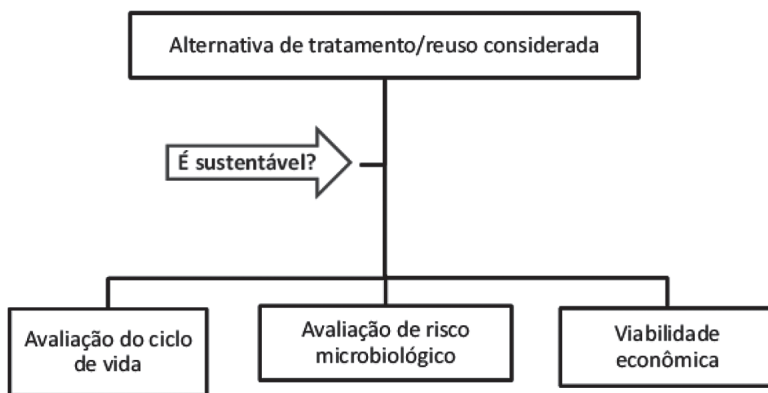 Alternativa de tratamento/reuso considerada
É sustentável?
Avaliação do ciclo
de vida
Avaliação de risco
microbiológico
Viabilidade
econômica